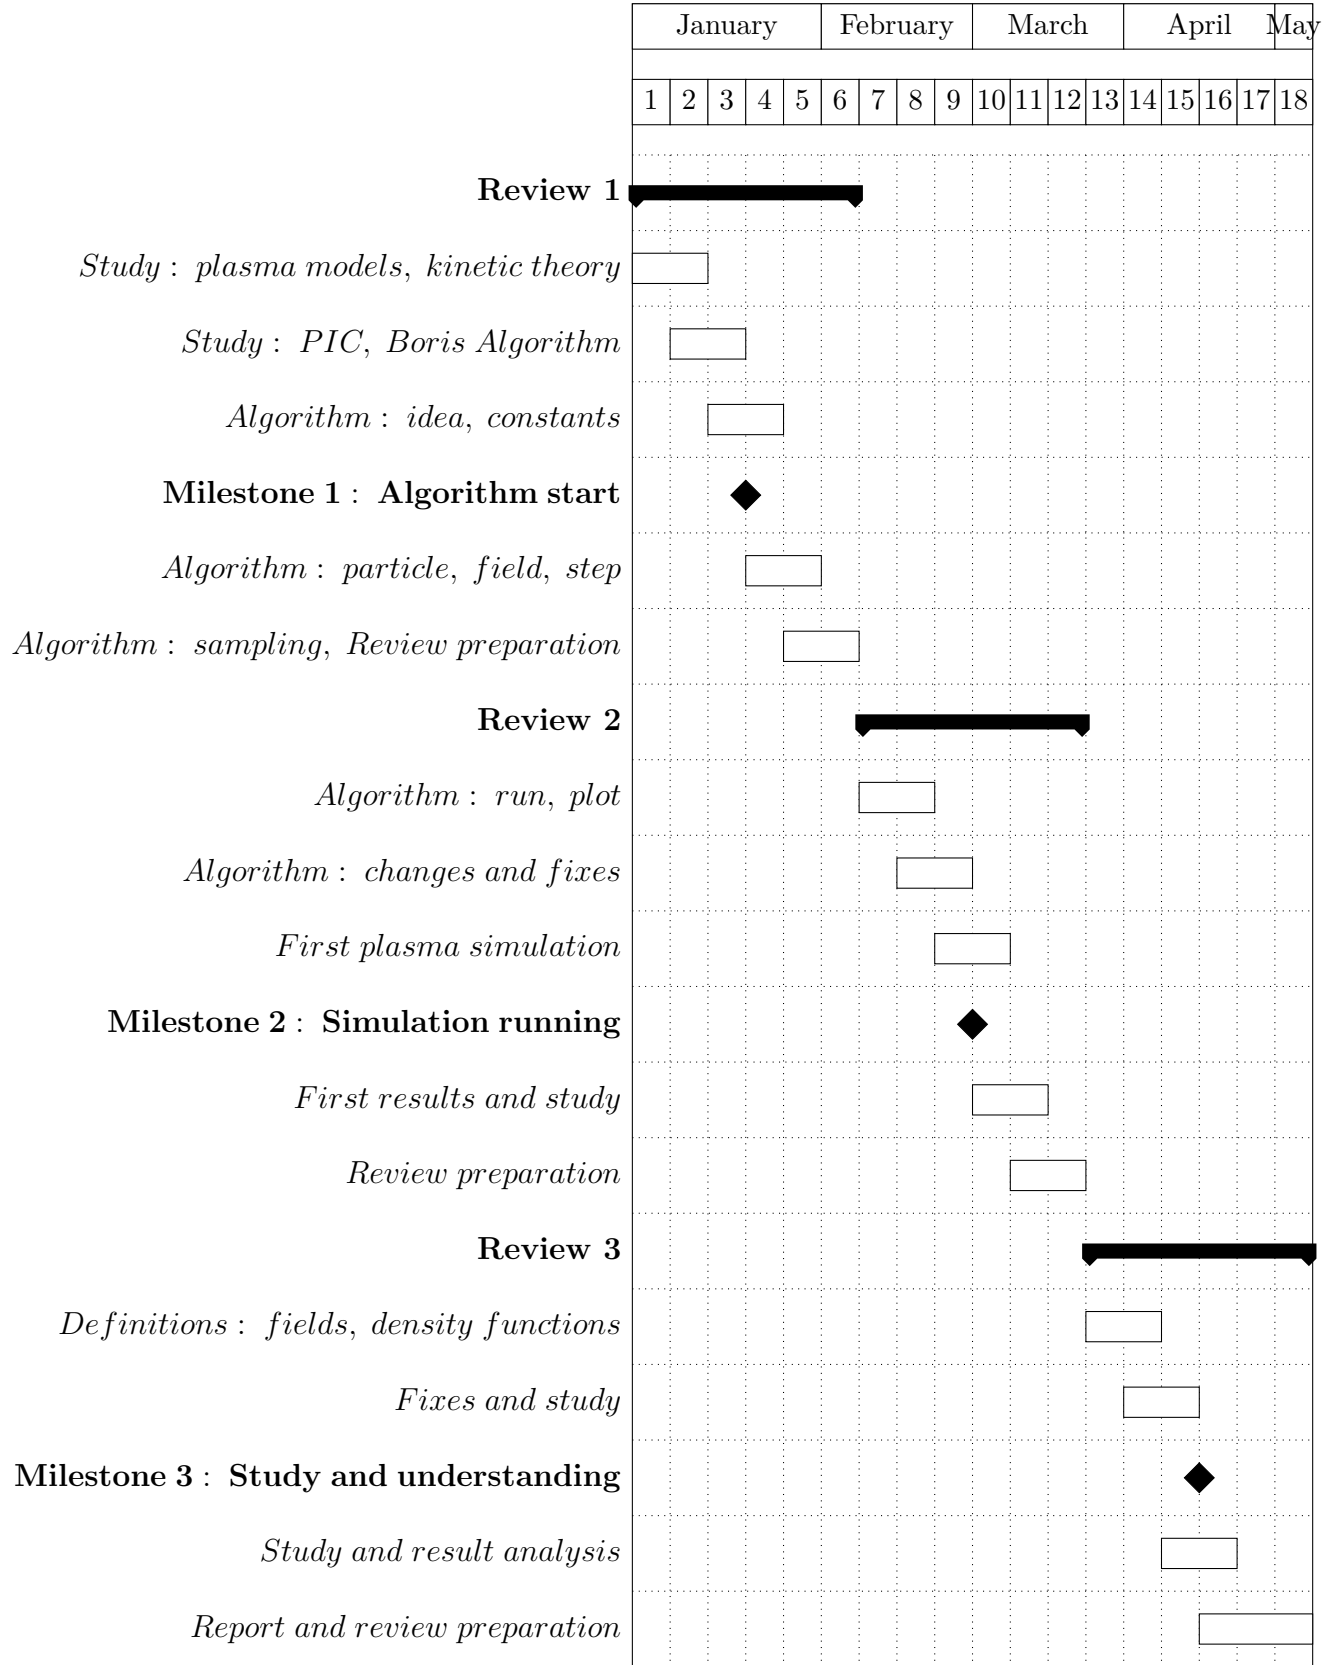 January February March April May
1 2 3 4 5 6 7 8 9 10 11 12 13 14 15 16 17 18
Review 1
Study : plasma models, kinetic theory
Study : PIC, Boris Algorithm
Algorithm : idea, constants
Milestone 1 : Algorithm start
Algorithm : particle, field, step
Algorithm : sampling, Review preparation
Review 2
Algorithm : run, plot
Algorithm : changes and fixes
First plasma simulation
Milestone 2 : Simulation running
First results and study
Review preparation
Review 3
Definitions : fields, density functions
Fixes and study
Milestone 3 : Study and understanding
Study and result analysis
Report and review preparation